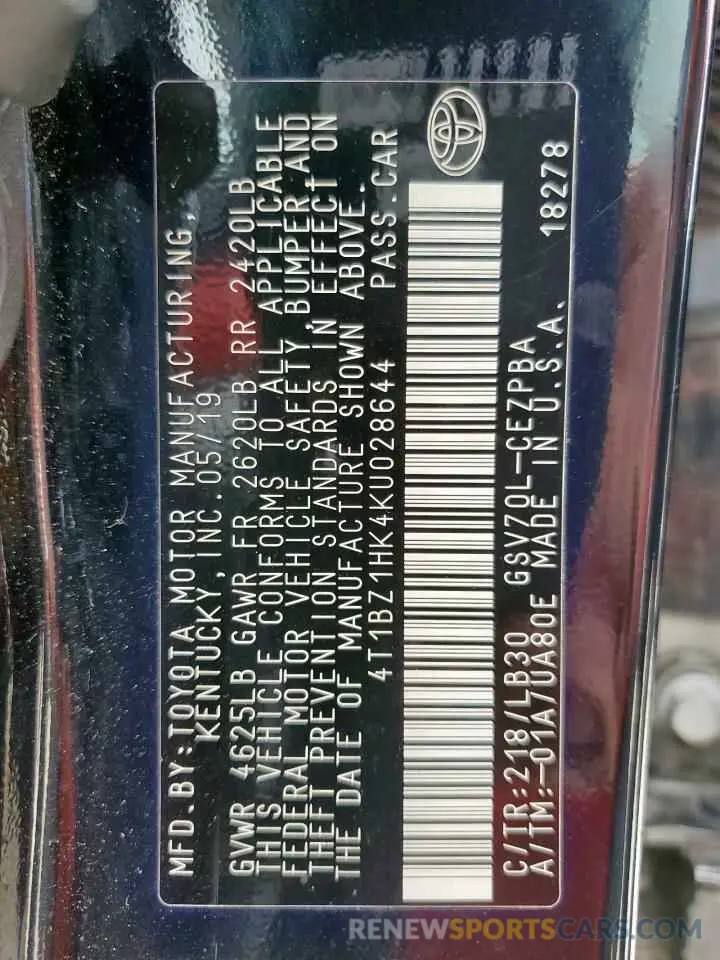 MFD.BY:TOYOTA MOTOR MANUFACTURING,
KENTUCKY, INC.05/19
GVWR 4625LB GAWR FR 2620LB RR 2420LB
THIS VEHICLE CONFORMS TO ALL APPLICABLE
FEDERAL MOTOR VEHICLE SAFETY, BUMPER,AND
THEFT PREVENTION STANDARDS IN EFFECT ON
THE DATE OF MANUFACTURE SHOWN ABOVE.
4T1BZ1HK4KU028644 PASS.CAR
C/TR:218/LB30 GSV70L-CEZPBA 18278
A/TM:-01A/UA80E MADE IN U.S.A.
RENEWSPORTSCARS.COM